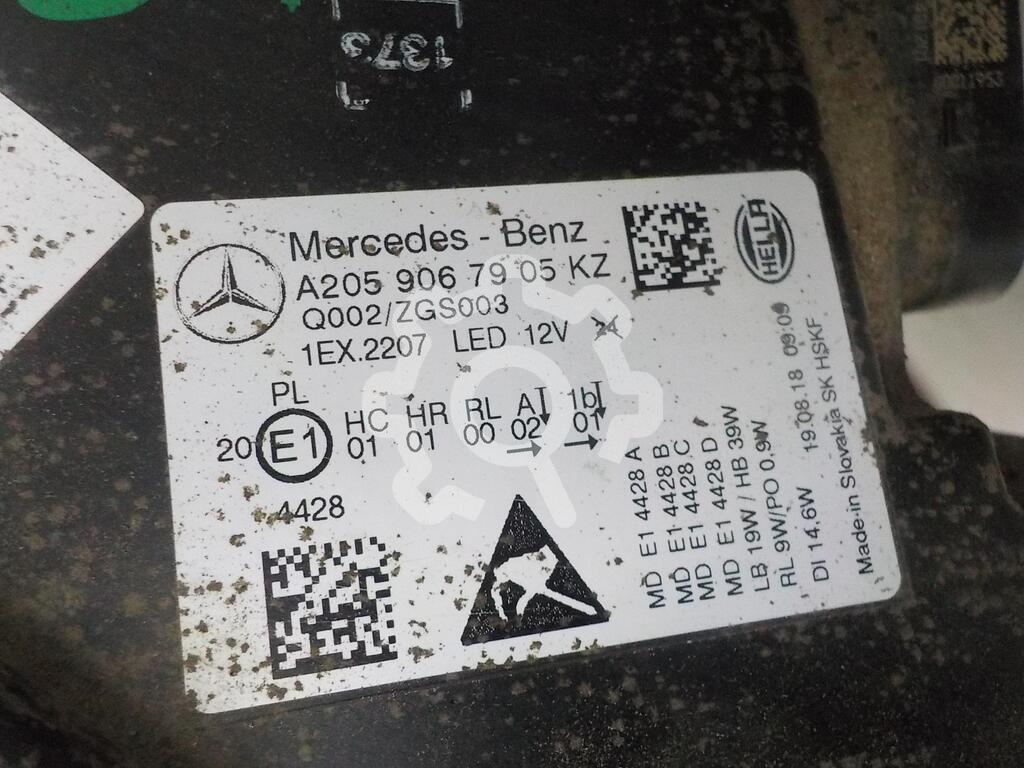 1373
Mercedes - Benz
A205 906 79 05 KZ
Q002/ZGS003
1EX.2207 LED 12V
HELLA
PL
20 E1
HC HR RL A 1b
01 01 00 02 01
4428
MD E1 4428 A
MD E1 4428 B
MD E1 4428 C
MD E1 4428 D
LB 19W / HB 39W
RL 9W/PO 0,9W
DI 14.6W 19.08.18 09:09
Made-in Slovakia SK HSKF